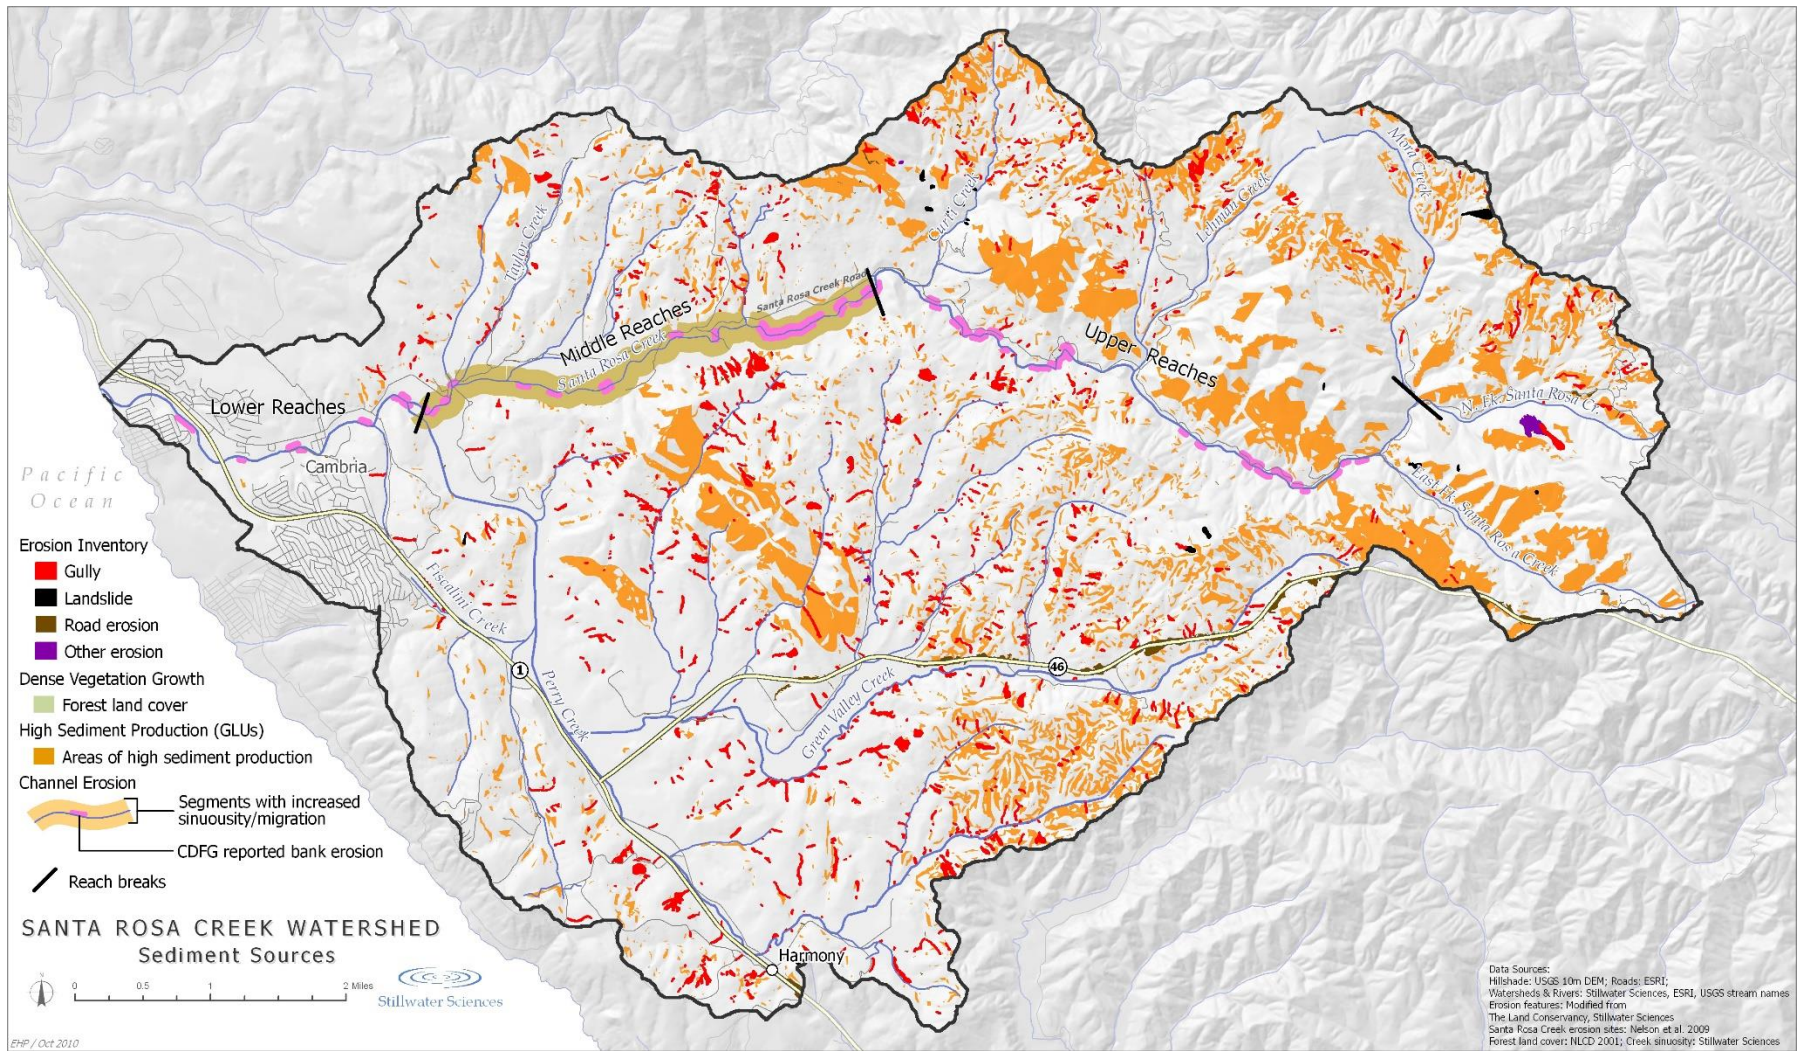 Mora Creek
Lehman Creek
Curri Creek
Taylor Creek
Santa Rosa Creek Road
Middle Reaches
Santa Rosa Creek
Upper Reaches
Lower Reaches
N. Fk. Santa Rosa Cr.
Cambria
Pacific
Ocean
East Fk. Santa Rosa Creek
Fiscalini Creek
1
46
Perry Creek
Green Valley Creek
Harmony
Erosion Inventory
Gully
Landslide
Road erosion
Other erosion
Dense Vegetation Growth
Forest land cover
High Sediment Production (GLUs)
Areas of high sediment production
Channel Erosion
Segments with increased
sinuousity/migration
CDFG reported bank erosion
Reach breaks
SANTA ROSA CREEK WATERSHED
Sediment Sources
N
0 0.5 1 2 Miles
Stillwater Sciences
EHP / Oct 2010
Data Sources:
Hillshade: USGS 10m DEM; Roads: ESRI;
Watersheds & Rivers: Stillwater Sciences, ESRI, USGS stream names
Erosion features: Modified from
The Land Conservancy, Stillwater Sciences
Santa Rosa Creek erosion sites: Nelson et al. 2009
Forest land cover: NLCD 2001; Creek sinuosity: Stillwater Sciences